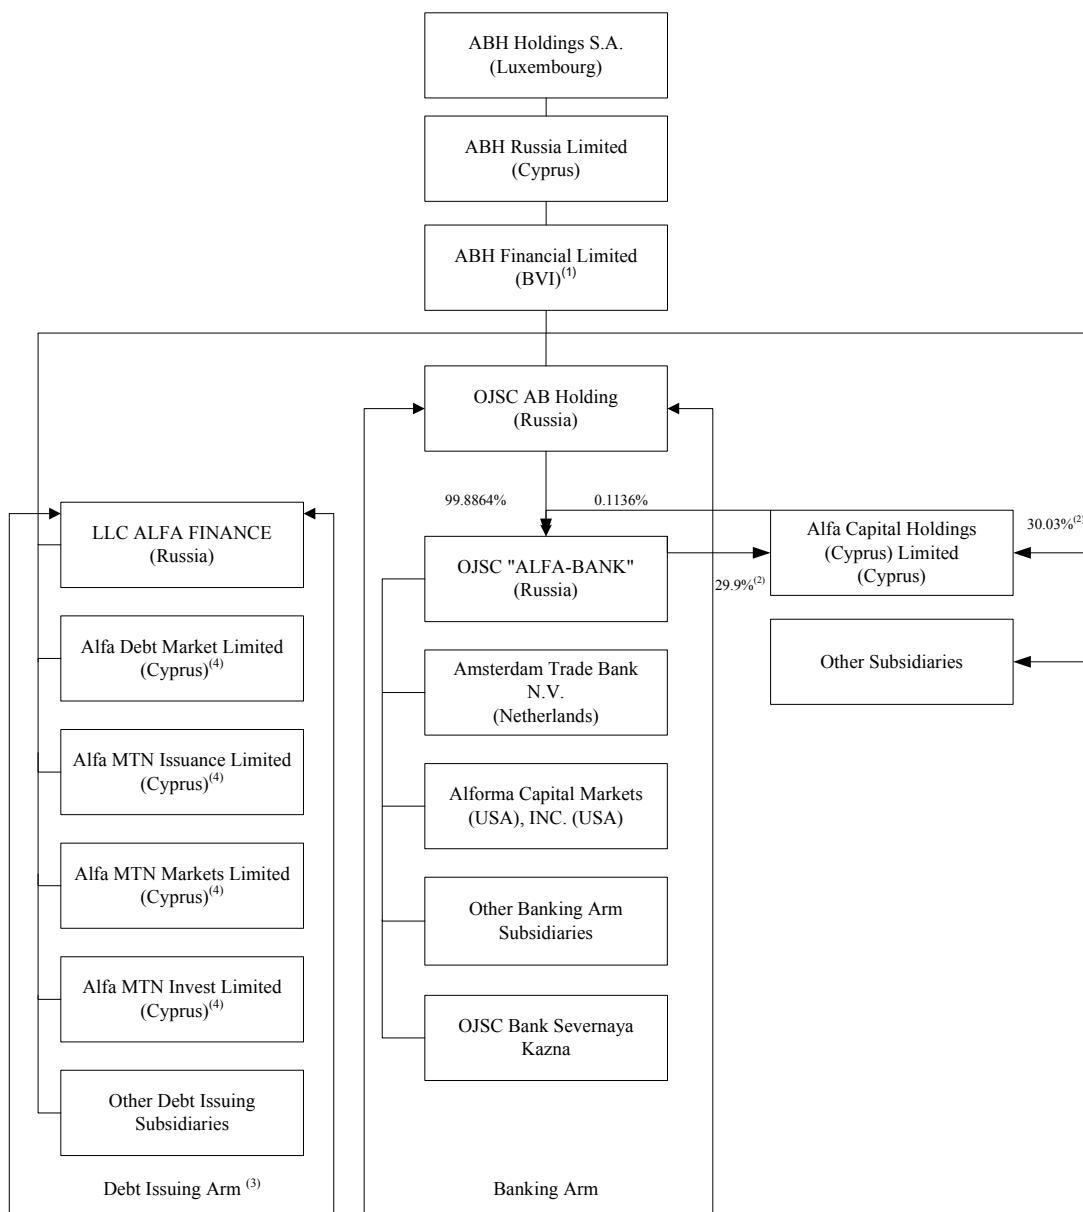 ABH Holdings S.A.
(Luxembourg)
ABH Russia Limited
(Cyprus)
ABH Financial Limited
(BVI)(1)
OJSC AB Holding
(Russia)
99.8864%
0.1136%
LLC ALFA FINANCE
(Russia)
OJSC "ALFA-BANK"
(Russia)
29.9%(2)
Alfa Capital Holdings
(Cyprus) Limited
(Cyprus)
30.03%(2)
Alfa Debt Market Limited
(Cyprus)(4)
Amsterdam Trade Bank
N.V.
(Netherlands)
Other Subsidiaries
Alfa MTN Issuance Limited
(Cyprus)(4)
Alforma Capital Markets
(USA), INC. (USA)
Alfa MTN Markets Limited
(Cyprus)(4)
Other Banking Arm
Subsidiaries
Alfa MTN Invest Limited
(Cyprus)(4)
OJSC Bank Severnaya
Kazna
Other Debt Issuing
Subsidiaries
Debt Issuing Arm (3)
Banking Arm